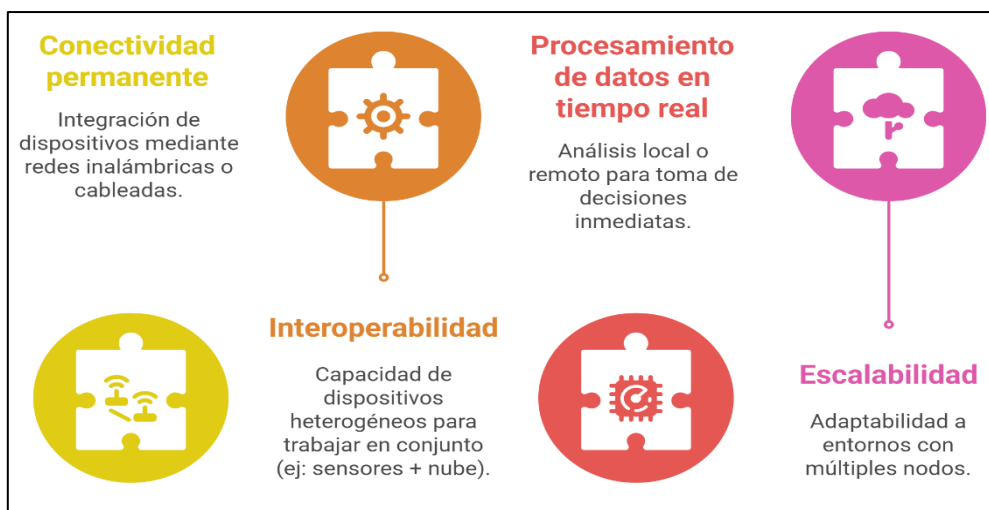 Conectividad
permanente
Integración de
dispositivos mediante
redes inalámbricas o
cableadas.
Interoperabilidad
Capacidad de
dispositivos
heterogéneos para
trabajar en conjunto
(ej: sensores + nube).
Procesamiento
de datos en
tiempo real
Análisis local o
remoto para toma de
decisiones
inmediatas.
Escalabilidad
Adaptabilidad a
entornos con
múltiples nodos.